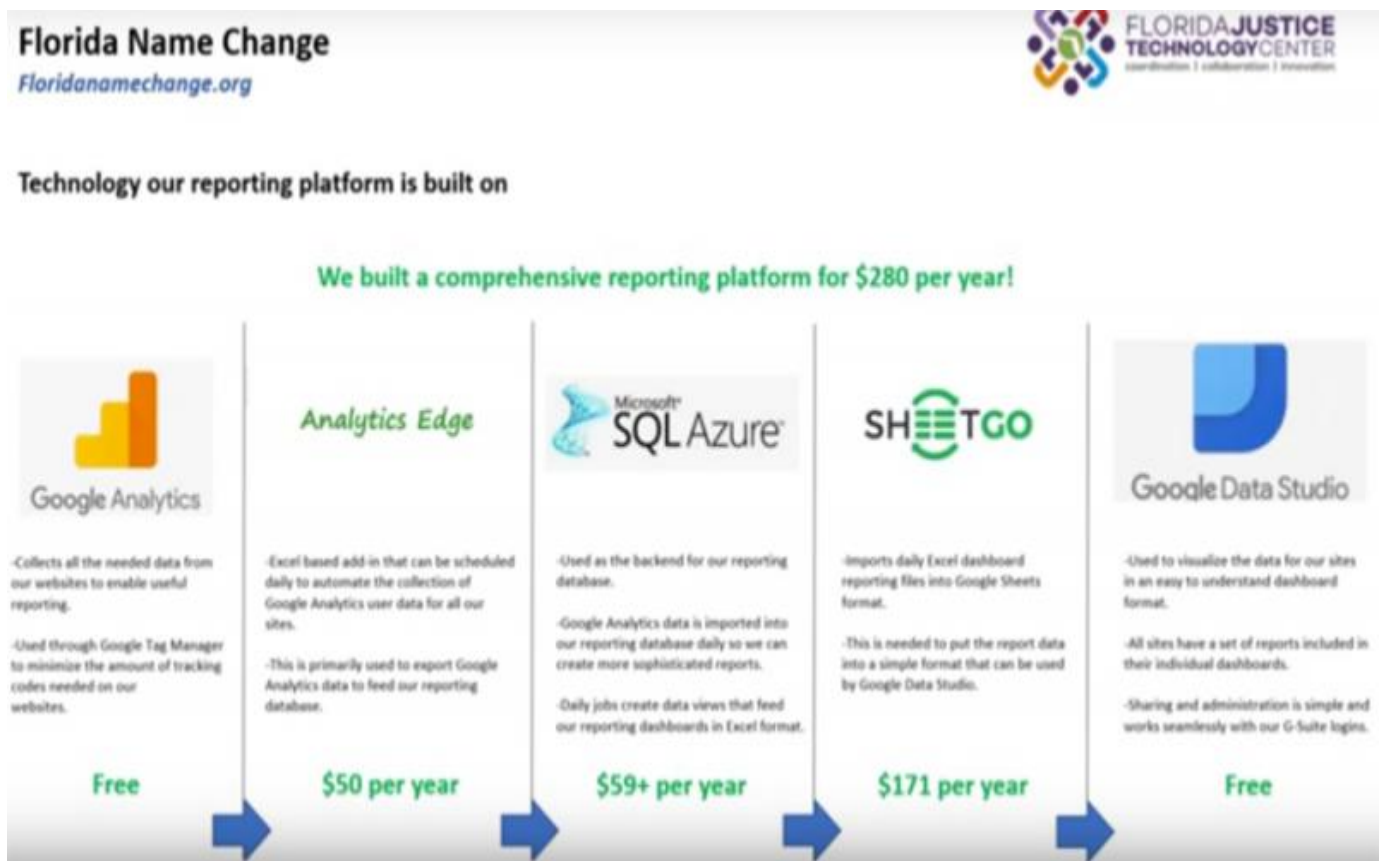 Florida Name Change
Floridanamechange.org
FLORIDAJUSTICE
TECHNOLOGYCENTER
coordination | collaboration | innovation
Technology our reporting platform is built on
We built a comprehensive reporting platform for $280 per year!
Google Analytics
-Collects all the needed data from
our websites to enable useful
reporting.
-Used through Google Tag Manager
to minimize the amount of tracking
codes needed on our
websites.
Free
Analytics Edge
-Excel based add-in that can be scheduled
daily to automate the collection of
Google Analytics user data for all our
sites.
-This is primarily used to export Google
Analytics data to feed our reporting
database.
$50 per year
Microsoft®
SQL Azure™
-Used as the backend for our reporting
database.
-Google Analytics data is imported into
our reporting database daily so we can
create more sophisticated reports.
-Daily jobs create data views that feed
our reporting dashboards in Excel format.
$59+ per year
SHEETGO
-Imports daily Excel dashboard
reporting files into Google Sheets
format.
-This is needed to put the report data
into a simple format that can be used
by Google Data Studio.
$171 per year
Google Data Studio
-Used to visualize the data for our sites
in an easy to understand dashboard
format.
-All sites have a set of reports included in
their individual dashboards.
-Sharing and administration is simple and
works seamlessly with our G-Suite logins.
Free